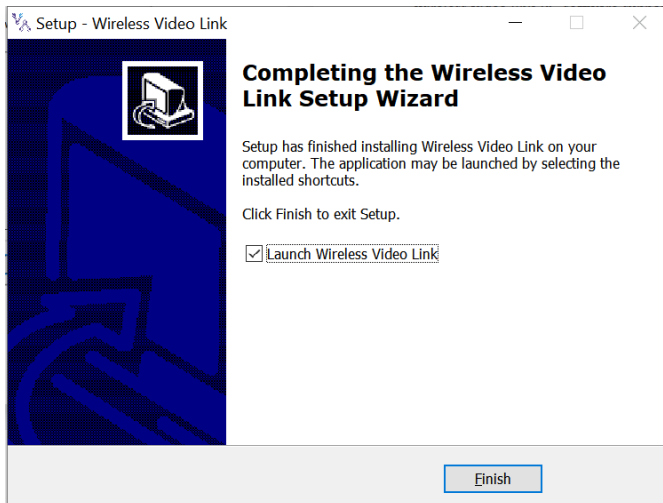 Setup - Wireless Video Link
Completing the Wireless Video
Link Setup Wizard
Setup has finished installing Wireless Video Link on your
computer. The application may be launched by selecting the
installed shortcuts.
Click Finish to exit Setup.
Launch Wireless Video Link
Finish